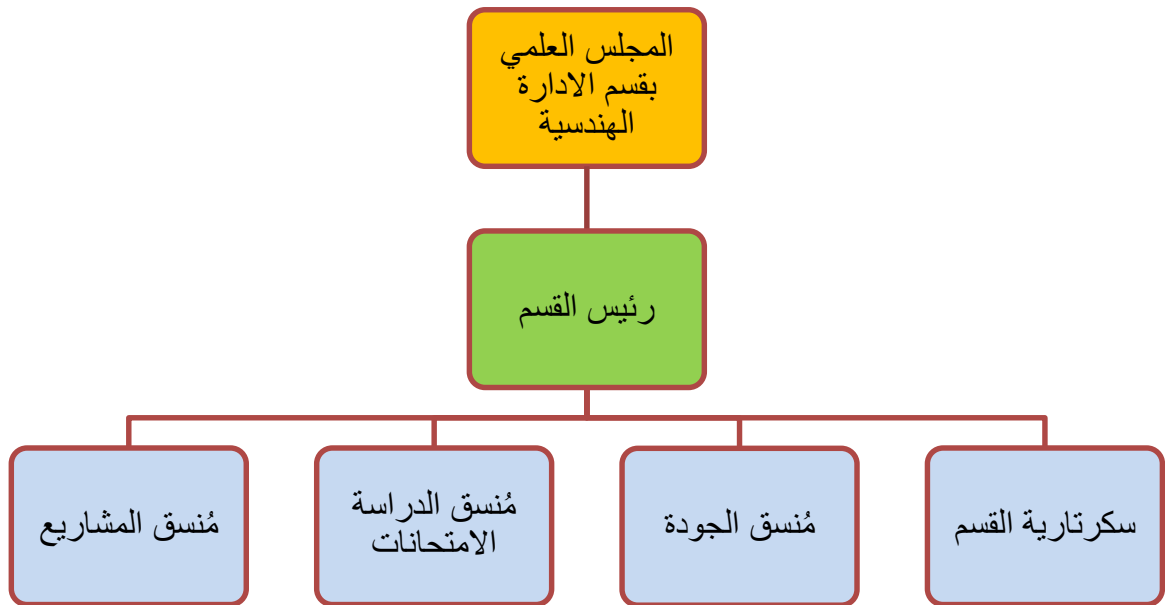 المجلس العلمي
بقسم الادارة
الهندسية
رئيس القسم
سكرتارية القسم
مُنسق الجودة
مُنسق الدراسة
الامتحانات
مُنسق المشاريع